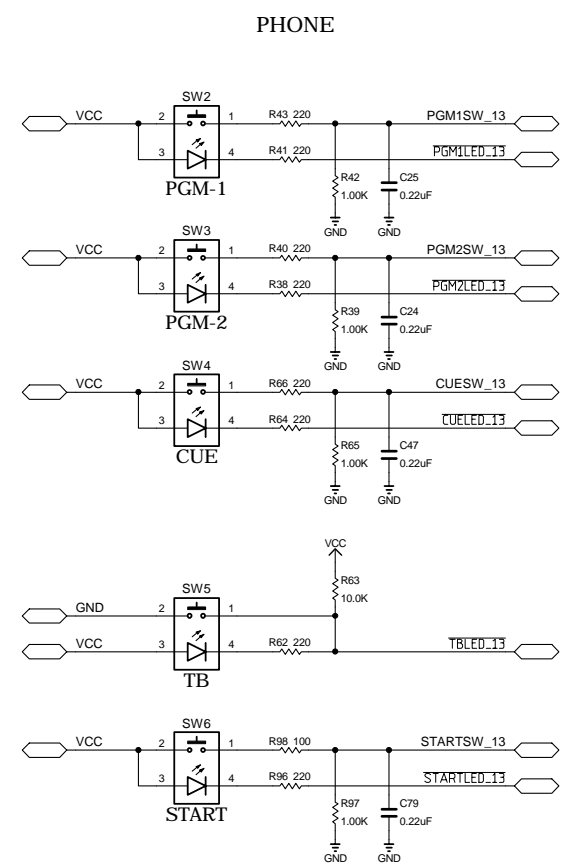 PHONE
SW2
VCC 2 1 R43 220 PGM1SW_13
3 4 R41 220 PGM1LED_13
PGM-1
R42 1.00K
C25 0.22uF
GND GND
SW3
VCC 2 1 R40 220 PGM2SW_13
3 4 R38 220 PGM2LED_13
PGM-2
R39 1.00K
C24 0.22uF
GND GND
SW4
VCC 2 1 R66 220 CUESW_13
3 4 R64 220 CUELED_13
CUE
R65 1.00K
C47 0.22uF
GND GND
VCC
R63 10.0K
SW5
GND 2 1
VCC 3 4 R62 220 TBLED_13
TB
SW6
VCC 2 1 R98 100 STARTSW_13
3 4 R96 220 STARTLED_13
START
R97 1.00K
C79 0.22uF
GND GND